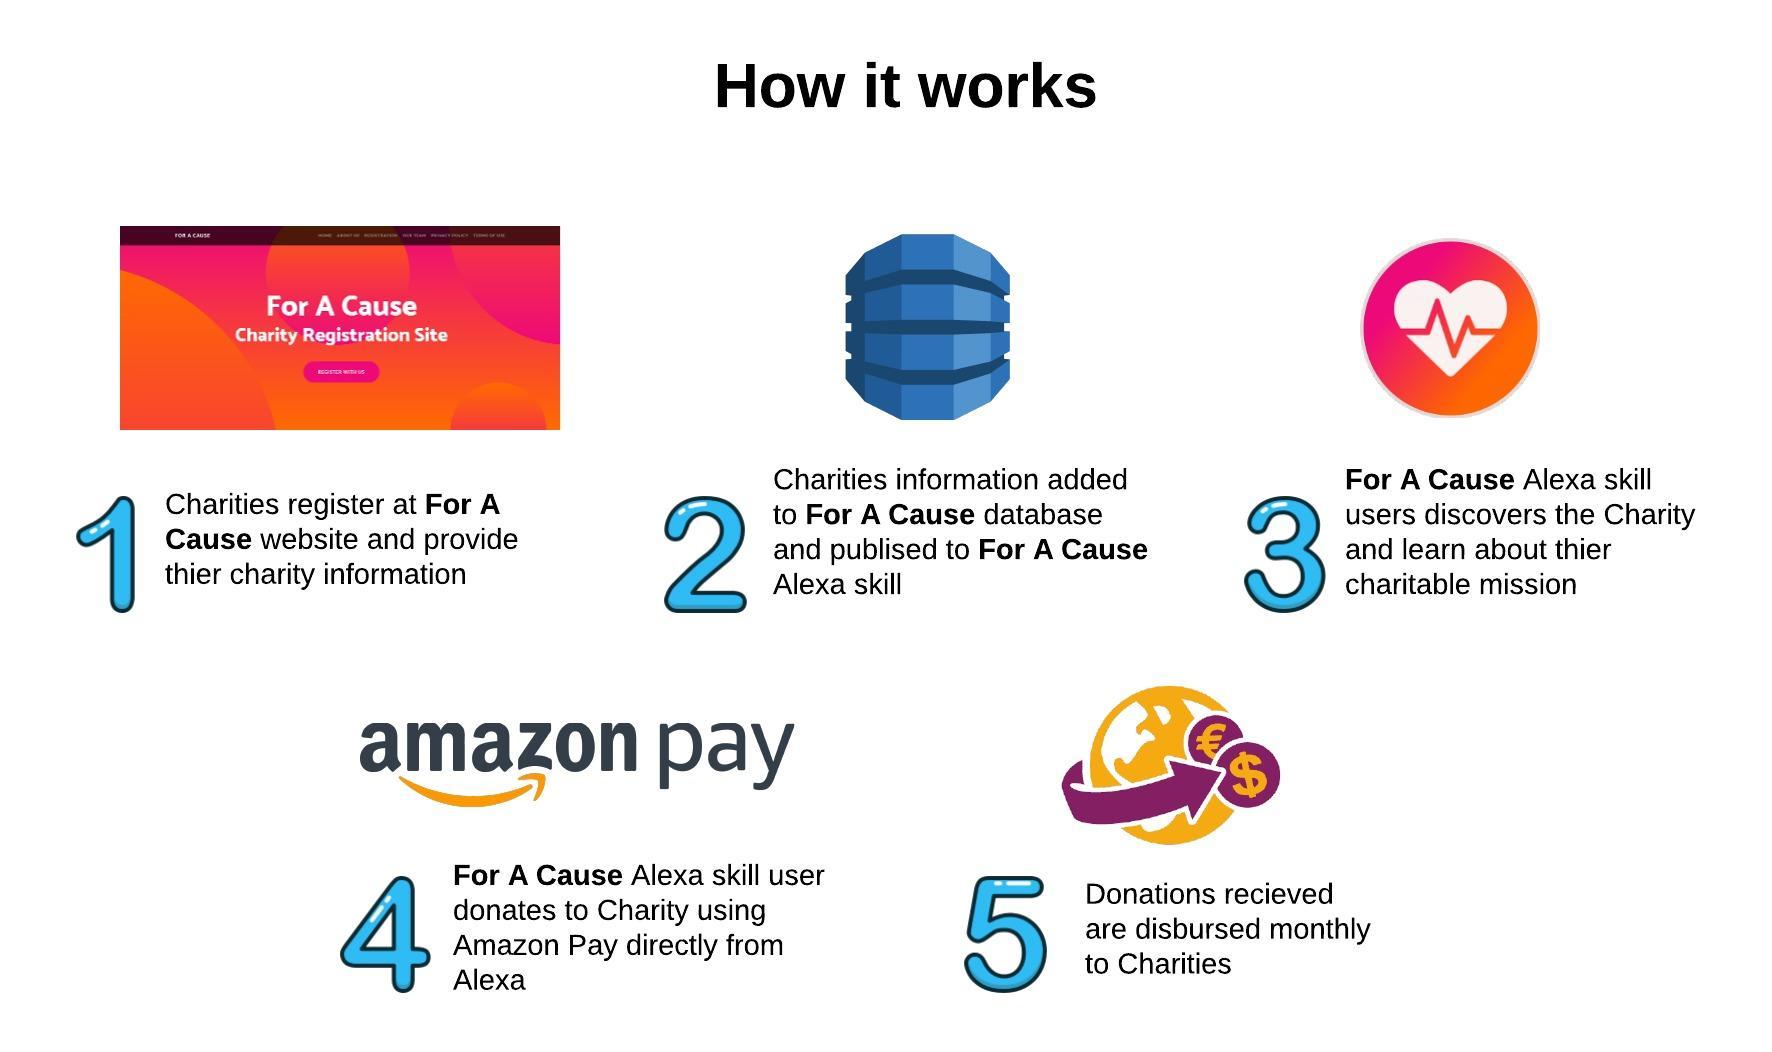 How it works
FOR A CAUSE
HOME ABOUT US REGISTRATION OUR TEAM PRIVACY POLICY TERMS OF USE
For A Cause
Charity Registration Site
REGISTER WITH US
1
Charities register at For A
Cause website and provide
thier charity information
2
Charities information added
to For A Cause database
and publised to For A Cause
Alexa skill
3
For A Cause Alexa skill
users discovers the Charity
and learn about thier
charitable mission
amazon pay
4
For A Cause Alexa skill user
donates to Charity using
Amazon Pay directly from
Alexa
€
$
5
Donations recieved
are disbursed monthly
to Charities